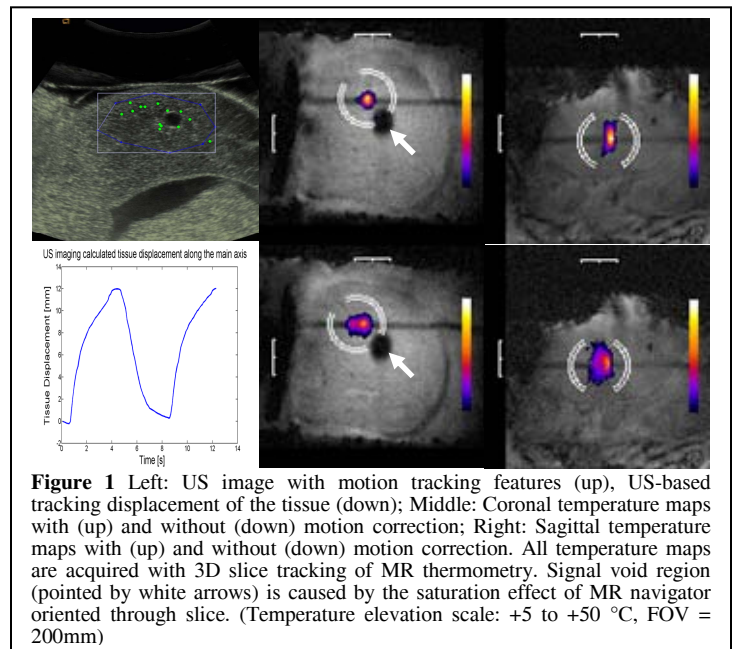 US imaging calculated tissue displacement along the main axis
14
12
10
8
6
4
2
0
-2
Tissue Displacement [mm]
0 2 4 6 8 10 12 14
Time [s]
Figure 1 Left: US image with motion tracking features (up), US-based
tracking displacement of the tissue (down); Middle: Coronal temperature maps
with (up) and without (down) motion correction; Right: Sagittal temperature
maps with (up) and without (down) motion correction. All temperature maps
are acquired with 3D slice tracking of MR thermometry. Signal void region
(pointed by white arrows) is caused by the saturation effect of MR navigator
oriented through slice. (Temperature elevation scale: +5 to +50 °C, FOV =
200mm)